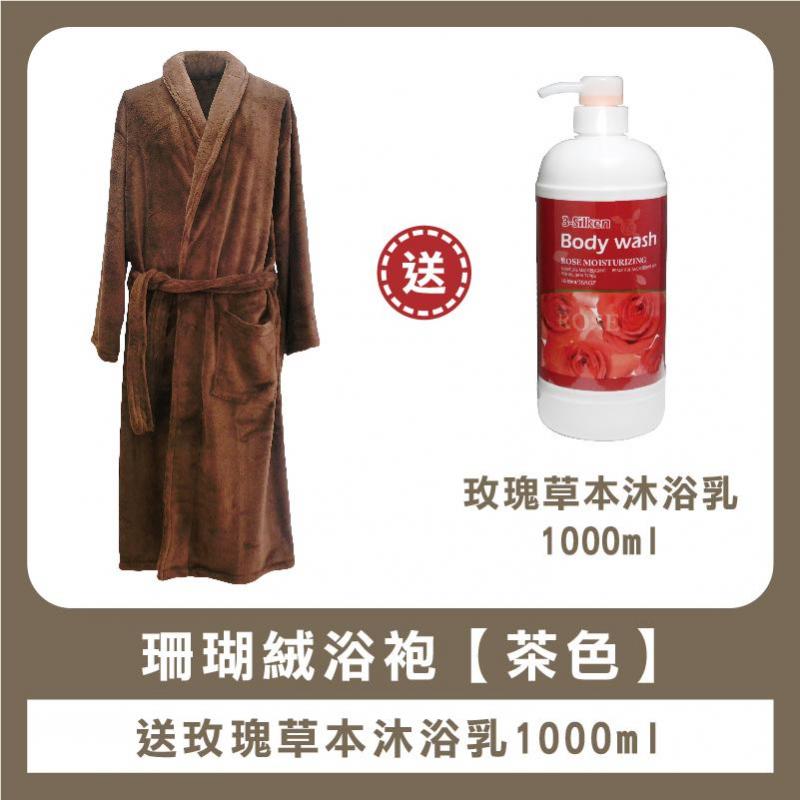 送
3-Silken
Body wash
ROSE MOISTURIZING
ROSE
玫瑰草本沐浴乳
1000ml
珊瑚絨浴袍【茶色】
送玫瑰草本沐浴乳1000ml